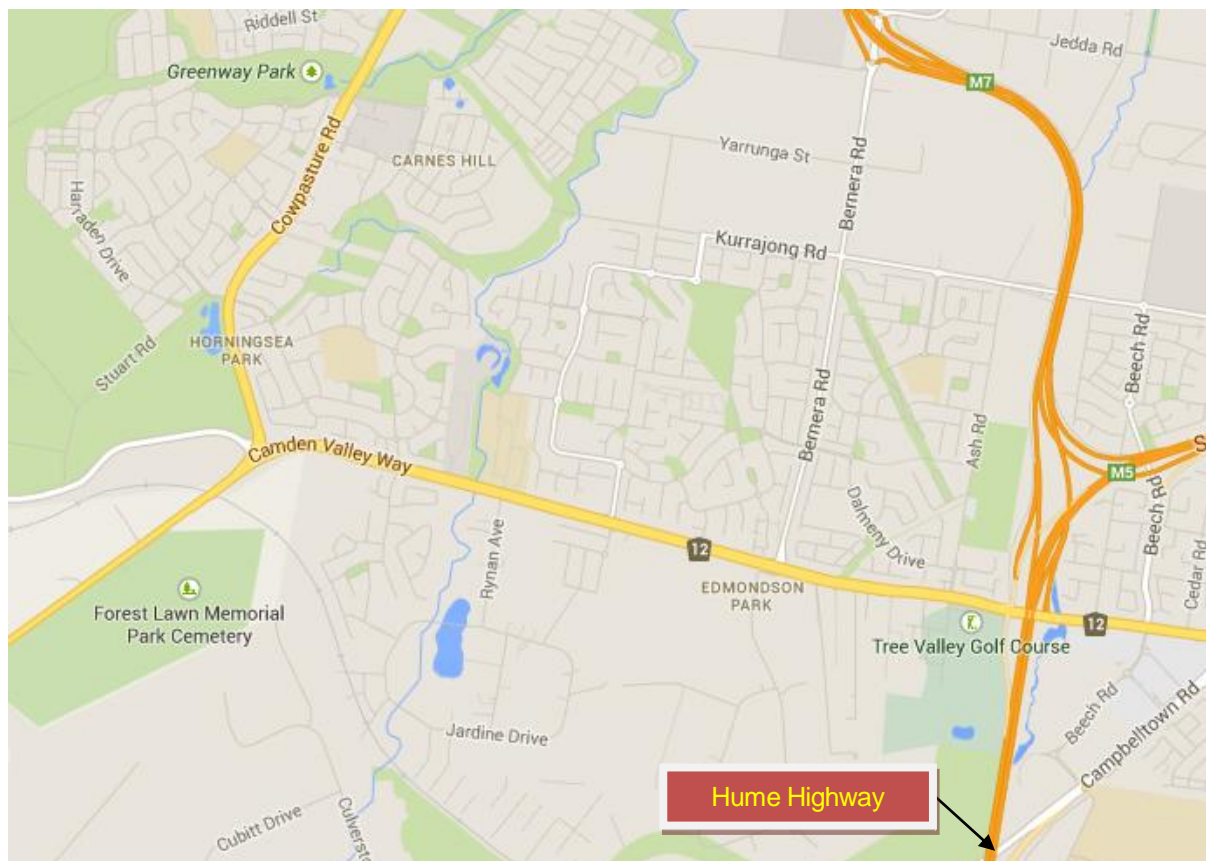 Riddell St
Jedda Rd
Greenway Park
M7
Cowpasture Rd
CARNES HILL
Yarrunga St
Bernera Rd
Harraden Drive
Kurrajong Rd
Beech Rd
HORNINGSEA
PARK
Stuart Rd
Ash Rd
Bernera Rd
Camden Valley Way
S
M5
Beech Rd
Dalmeny Drive
Rynan Ave
12
Cedar Rd
EDMONDSON
PARK
Forest Lawn Memorial
Park Cemetery
12
Tree Valley Golf Course
Beech Rd
Campbelltown Rd
Jardine Drive
Hume Highway
Cubitt Drive
Culversto